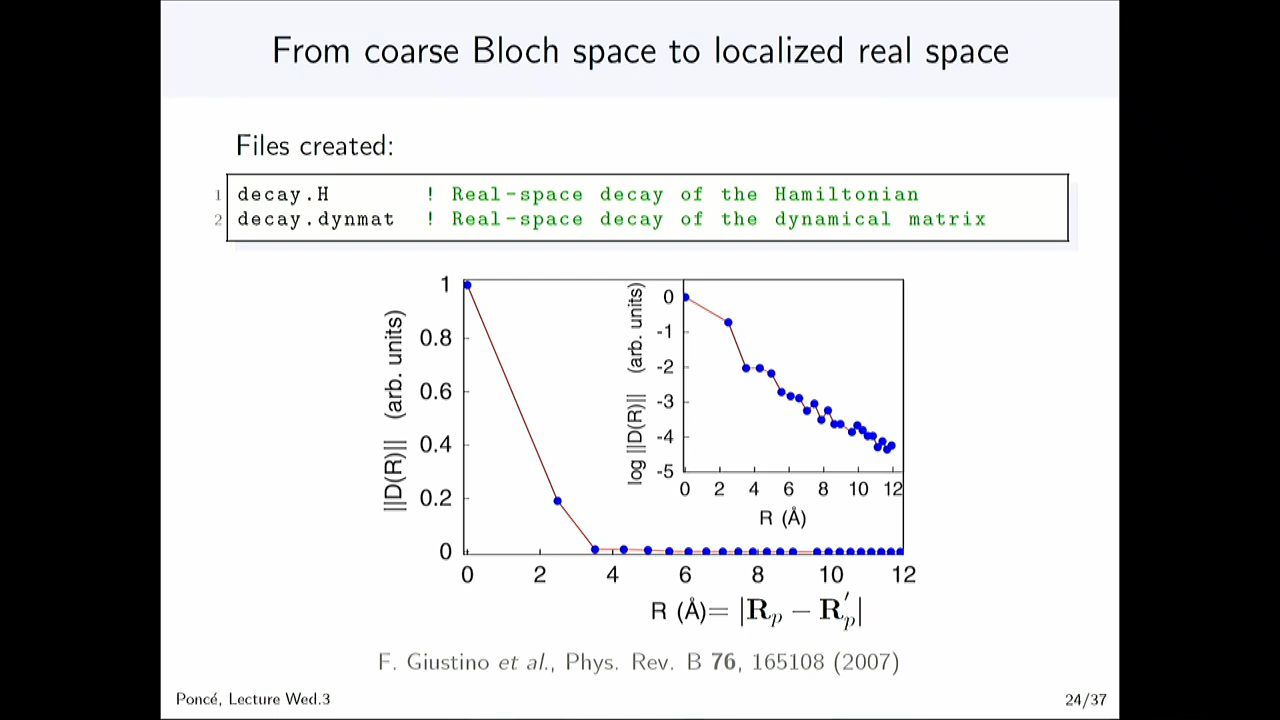 From coarse Bloch space to localized real space
Files created:
1 decay.H ! Real-space decay of the Hamiltonian
2 decay.dynmat ! Real-space decay of the dynamical matrix
||D(R)|| (arb. units)
1
0.8
0.6
0.4
0.2
0
0 2 4 6 8 10 12
R (Å)= |Rₚ − R′ₚ|
log ||D(R)|| (arb. units)
0
-1
-2
-3
-4
-5
0 2 4 6 8 10 12
R (Å)
F. Giustino et al., Phys. Rev. B 76, 165108 (2007)
Poncé, Lecture Wed.3
24/37